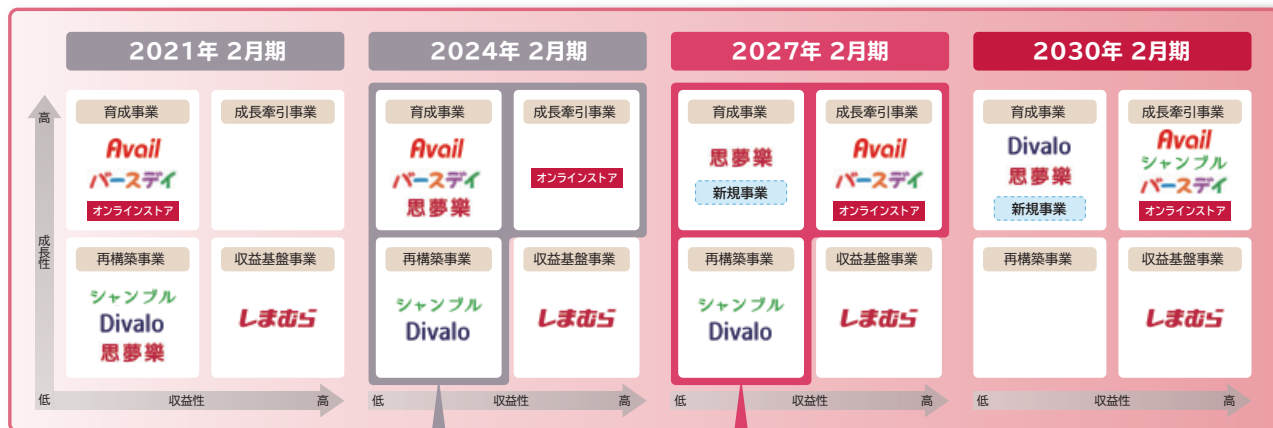 2021年 2月期
2024年 2月期
2027年 2月期
2030年 2月期
高
成長性
低
育成事業
Avail
バースデイ
オンラインストア
成長牽引事業
再構築事業
シャンブル
Divalo
思夢樂
収益基盤事業
しまむら
収益性
高
育成事業
Avail
バースデイ
思夢樂
成長牽引事業
オンラインストア
再構築事業
シャンブル
Divalo
収益基盤事業
しまむら
低
収益性
高
育成事業
思夢樂
新規事業
成長牽引事業
Avail
バースデイ
オンラインストア
再構築事業
シャンブル
Divalo
収益基盤事業
しまむら
低
収益性
高
育成事業
Divalo
思夢樂
新規事業
成長牽引事業
Avail
シャンブル
バースデイ
オンラインストア
再構築事業
収益基盤事業
しまむら
低
収益性
高